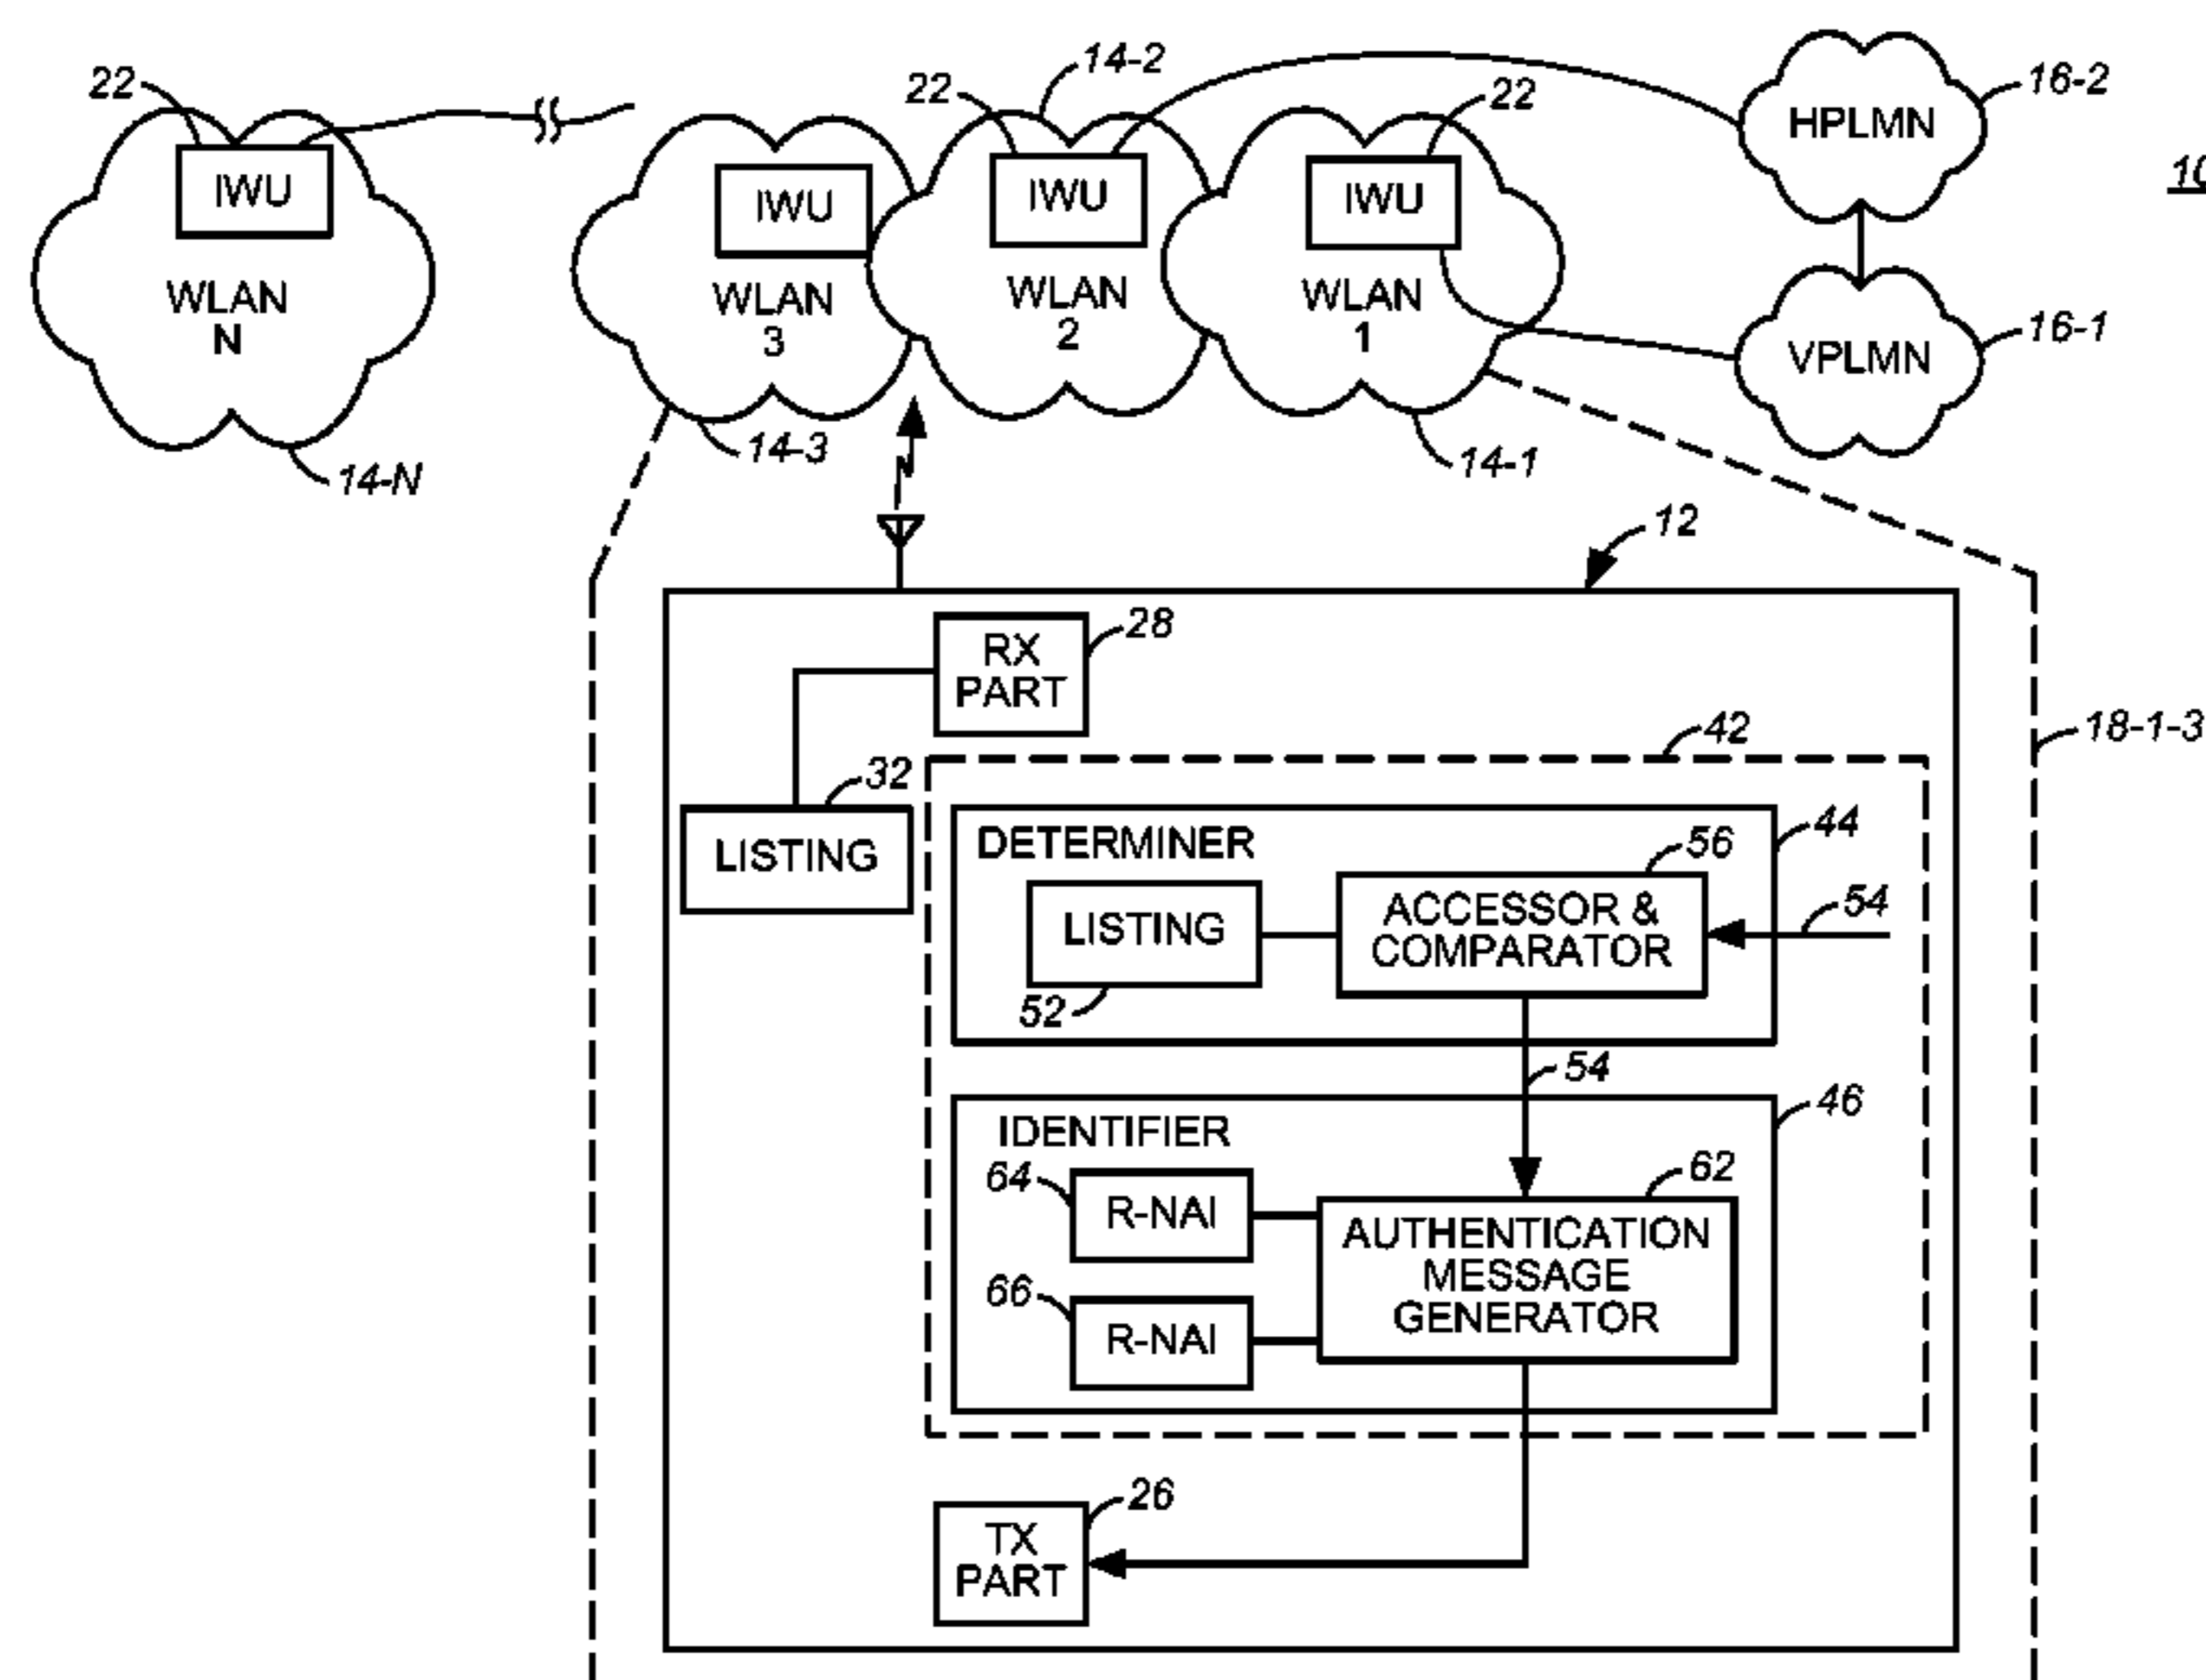 14-2
16-2
22
22
22
HPLMN
10
IWU
IWU
IWU
IWU
WLAN
N
WLAN
3
WLAN
2
WLAN
1
VPLMN
16-1
14-N
14-3
14-1
12
RX
PART
28
18-1-3
42
32
LISTING
DETERMINER
44
56
LISTING
ACCESSOR &
COMPARATOR
54
52
54
IDENTIFIER
46
64
R-NAI
62
AUTHENTICATION
MESSAGE
GENERATOR
66
R-NAI
26
TX
PART